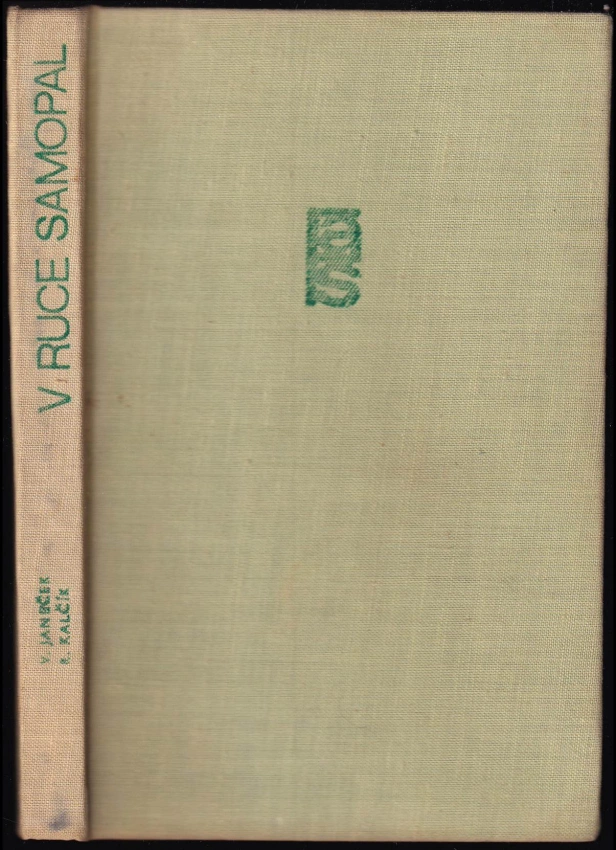 V RUCE SAMOPAL
V. JANEČEK
R. KALČÍK